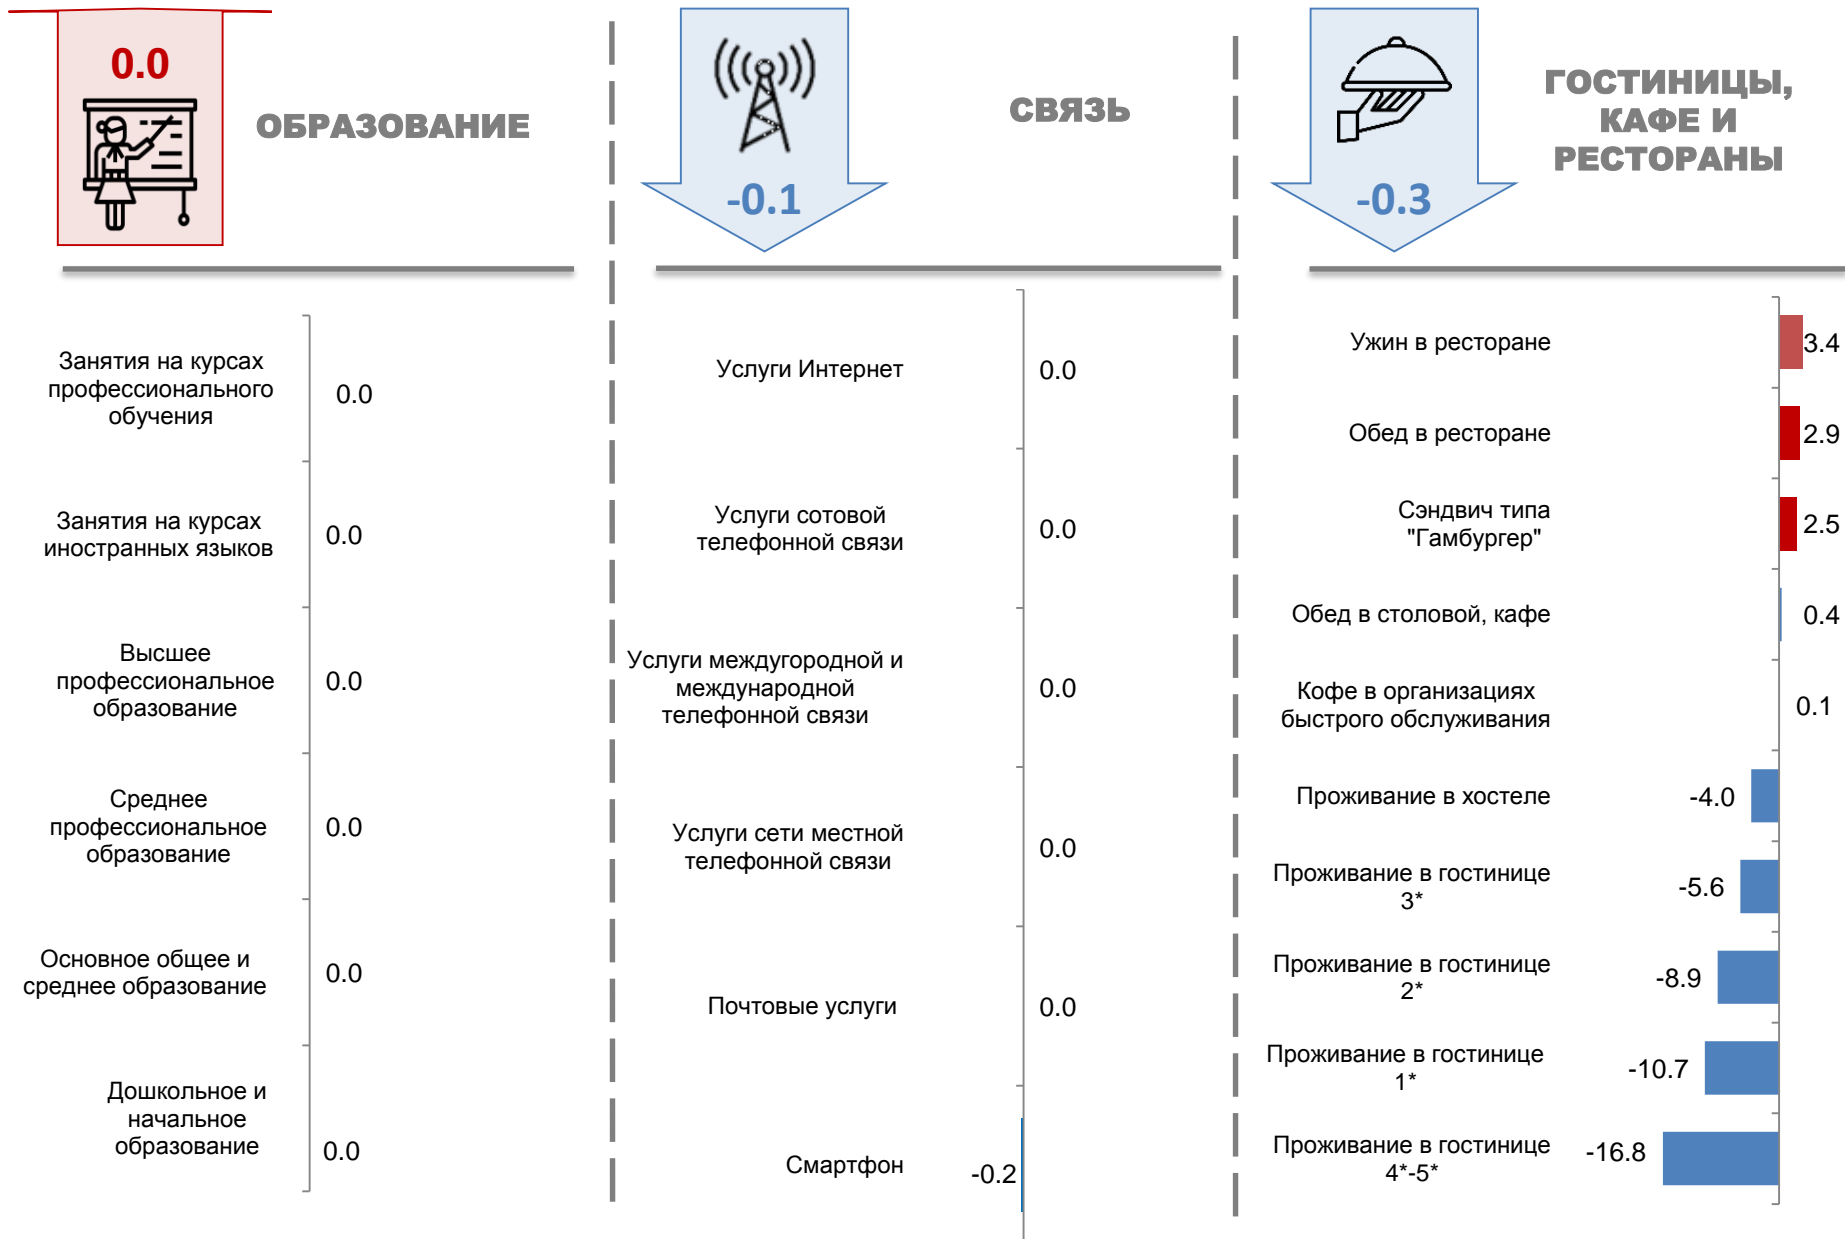 0.0
ОБРАЗОВАНИЕ
Занятия на курсах
профессионального
обучения
0.0
Занятия на курсах
иностранных языков
0.0
Высшее
профессиональное
образование
0.0
Среднее
профессиональное
образование
0.0
Основное общее и
среднее образование
0.0
Дошкольное и
начальное
образование
0.0
-0.1
СВЯЗЬ
Услуги Интернет
0.0
Услуги сотовой
телефонной связи
0.0
Услуги междугородной и
международной
телефонной связи
0.0
Услуги сети местной
телефонной связи
0.0
Почтовые услуги
0.0
Смартфон
-0.2
-0.3
ГОСТИНИЦЫ,
КАФЕ И
РЕСТОРАНЫ
Ужин в ресторане
3.4
Обед в ресторане
2.9
Сэндвич типа
"Гамбургер"
2.5
Обед в столовой, кафе
0.4
Кофе в организациях
быстрого обслуживания
0.1
Проживание в хостеле
-4.0
Проживание в гостинице
3*
-5.6
Проживание в гостинице
2*
-8.9
Проживание в гостинице
1*
-10.7
Проживание в гостинице
4*-5*
-16.8